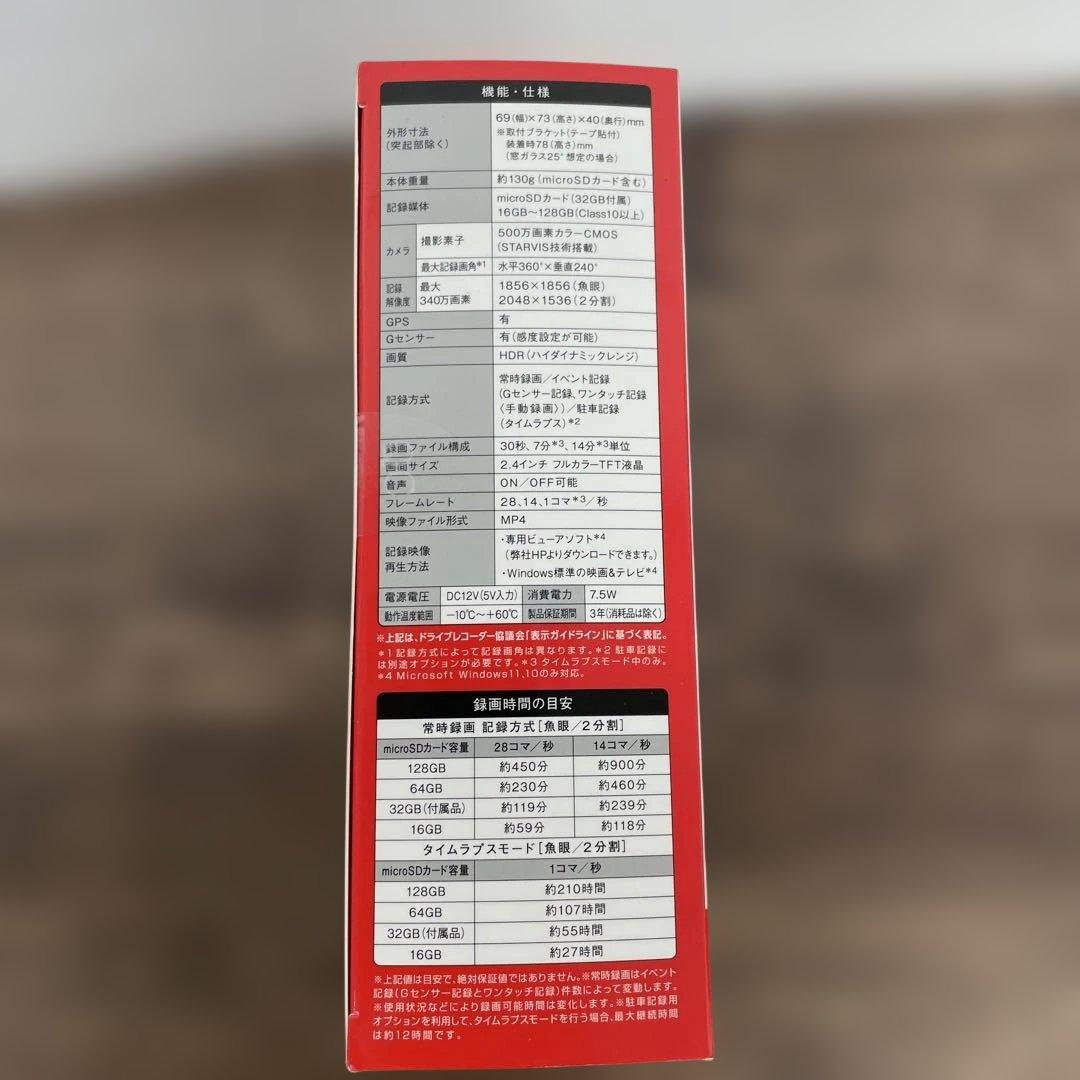 機能・仕様
外形寸法
(突起部除く)
69(幅)×73(高さ)×40(奥行)mm
※取付ブラケット(テープ貼付)
装着時78(高さ)mm
(窓ガラス25°想定の場合)
本体重量 約130g(microSDカード含む)
記録媒体
microSDカード(32GB付属)
16GB〜128GB(Class10以上)
カメラ
撮影素子
500万画素カラーCMOS
(STARVIS技術搭載)
最大記録画角*1 水平360°×垂直240°
記録
解像度
最大
340万画素
1856×1856(魚眼)
2048×1536(2分割)
GPS 有
Gセンサー 有(感度設定が可能)
画質 HDR(ハイダイナミックレンジ)
記録方式
常時録画/イベント記録
(Gセンサー記録、ワンタッチ記録
〈手動録画〉)/駐車記録
(タイムラプス)*2
録画ファイル構成 30秒、7分*3、14分*3単位
画面サイズ 2.4インチ フルカラーTFT液晶
音声 ON/OFF可能
フレームレート 28、14、1コマ*3/秒
映像ファイル形式 MP4
記録映像
再生方法
・専用ビューアソフト*4
(弊社HPよりダウンロードできます。)
・Windows標準の映画&テレビ*4
電源電圧 DC12V(5V入力) 消費電力 7.5W
動作温度範囲 −10℃〜+60℃ 製品保証期間 3年(消耗品は除く)
※上記は、ドライブレコーダー協議会「表示ガイドライン」に基づく表記。
*1 記録方式によって記録画角は異なります。*2 駐車記録に
は別途オプションが必要です。*3 タイムラプスモード中のみ。
*4 Microsoft Windows11、10のみ対応。
録画時間の目安
常時録画 記録方式[魚眼/2分割]
microSDカード容量 28コマ/秒 14コマ/秒
128GB 約450分 約900分
64GB 約230分 約460分
32GB(付属品) 約119分 約239分
16GB 約59分 約118分
タイムラプスモード[魚眼/2分割]
microSDカード容量 1コマ/秒
128GB 約210時間
64GB 約107時間
32GB(付属品) 約55時間
16GB 約27時間
※上記値は目安で、絶対保証値ではありません。※常時録画はイベント
記録(Gセンサー記録とワンタッチ記録)件数によって変動します。
※使用状況などにより録画可能時間は変化します。※駐車記録用
オプションを利用して、タイムラプスモードを行う場合、最大継続時間
は約12時間です。